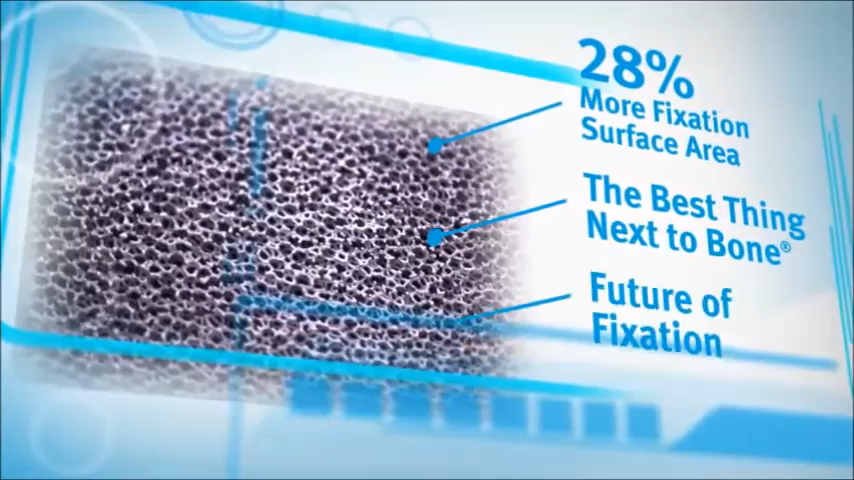 28%
More Fixation
Surface Area
The Best Thing
Next to Bone®
Future of
Fixation